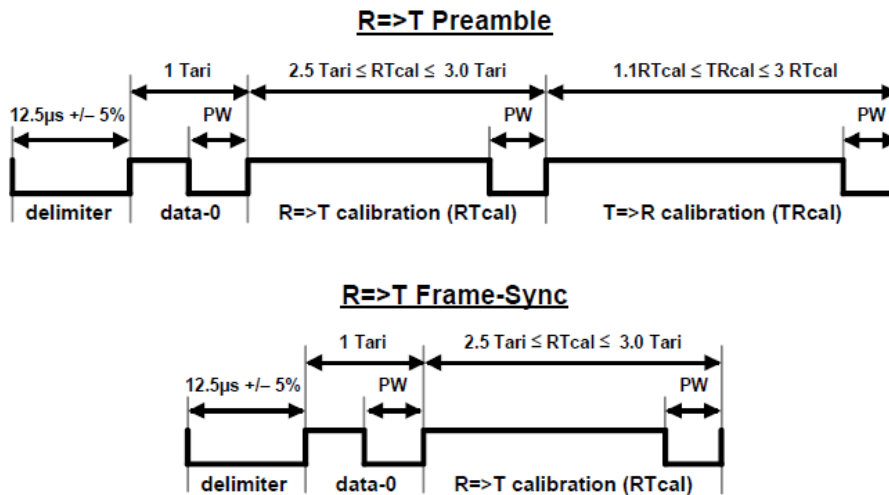 R=>T Preamble
1 Tari
2.5 Tari ≤ RTcal ≤ 3.0 Tari
1.1RTcal ≤ TRcal ≤ 3 RTcal
12.5µs +/– 5%
PW
PW
PW
delimiter
data-0
R=>T calibration (RTcal)
T=>R calibration (TRcal)
R=>T Frame-Sync
1 Tari
2.5 Tari ≤ RTcal ≤ 3.0 Tari
12.5µs +/– 5%
PW
PW
delimiter
data-0
R=>T calibration (RTcal)